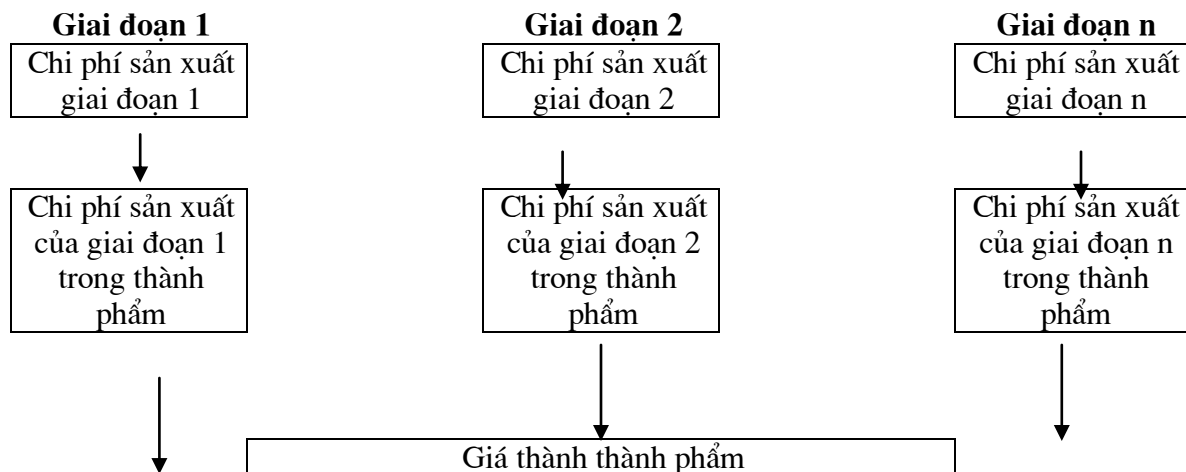 Giai đoạn 1
Giai đoạn 2
Giai đoạn n
Chi phí sản xuất
giai đoạn 1
Chi phí sản xuất
giai đoạn 2
Chi phí sản xuất
giai đoạn n
Chi phí sản xuất
của giai đoạn 1
trong thành
phẩm
Chi phí sản xuất
của giai đoạn 2
trong thành
phẩm
Chi phí sản xuất
của giai đoạn n
trong thành
phẩm
Giá thành thành phẩm